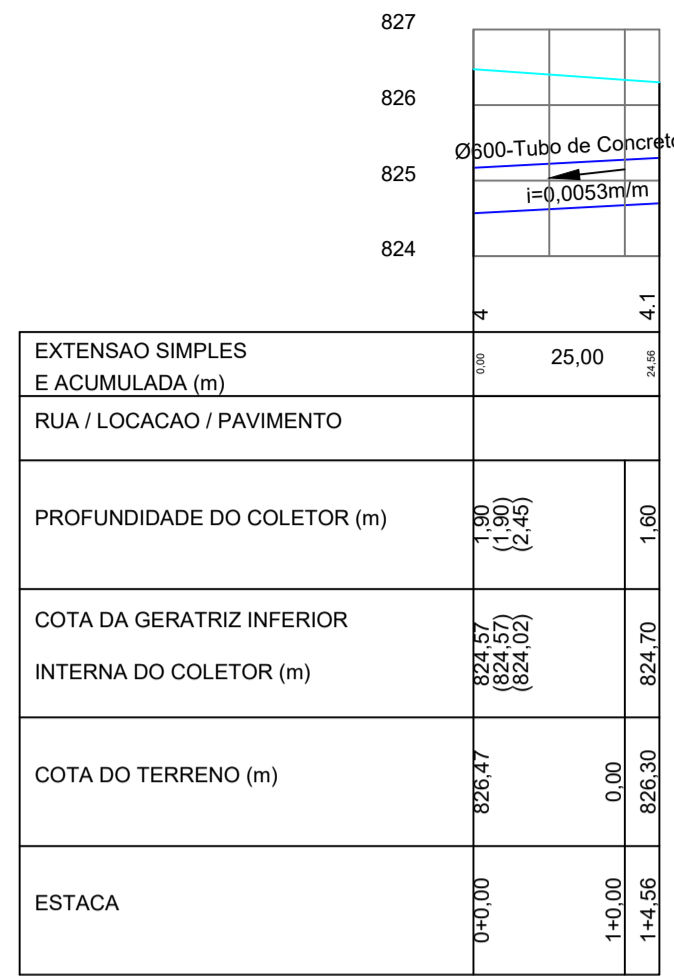 827
826
825
824
Ø600-Tubo de Concreto
i=0,0053m/m
4
4.1
EXTENSAO SIMPLES
E ACUMULADA (m)
0,00
25,00
24,56
RUA / LOCACAO / PAVIMENTO
PROFUNDIDADE DO COLETOR (m)
1,90
(1,90)
(2,45)
1,60
COTA DA GERATRIZ INFERIOR
INTERNA DO COLETOR (m)
824,57
(824,57)
(824,02)
824,70
COTA DO TERRENO (m)
826,47
0,00
826,30
ESTACA
0+0,00
1+0,00
1+4,56